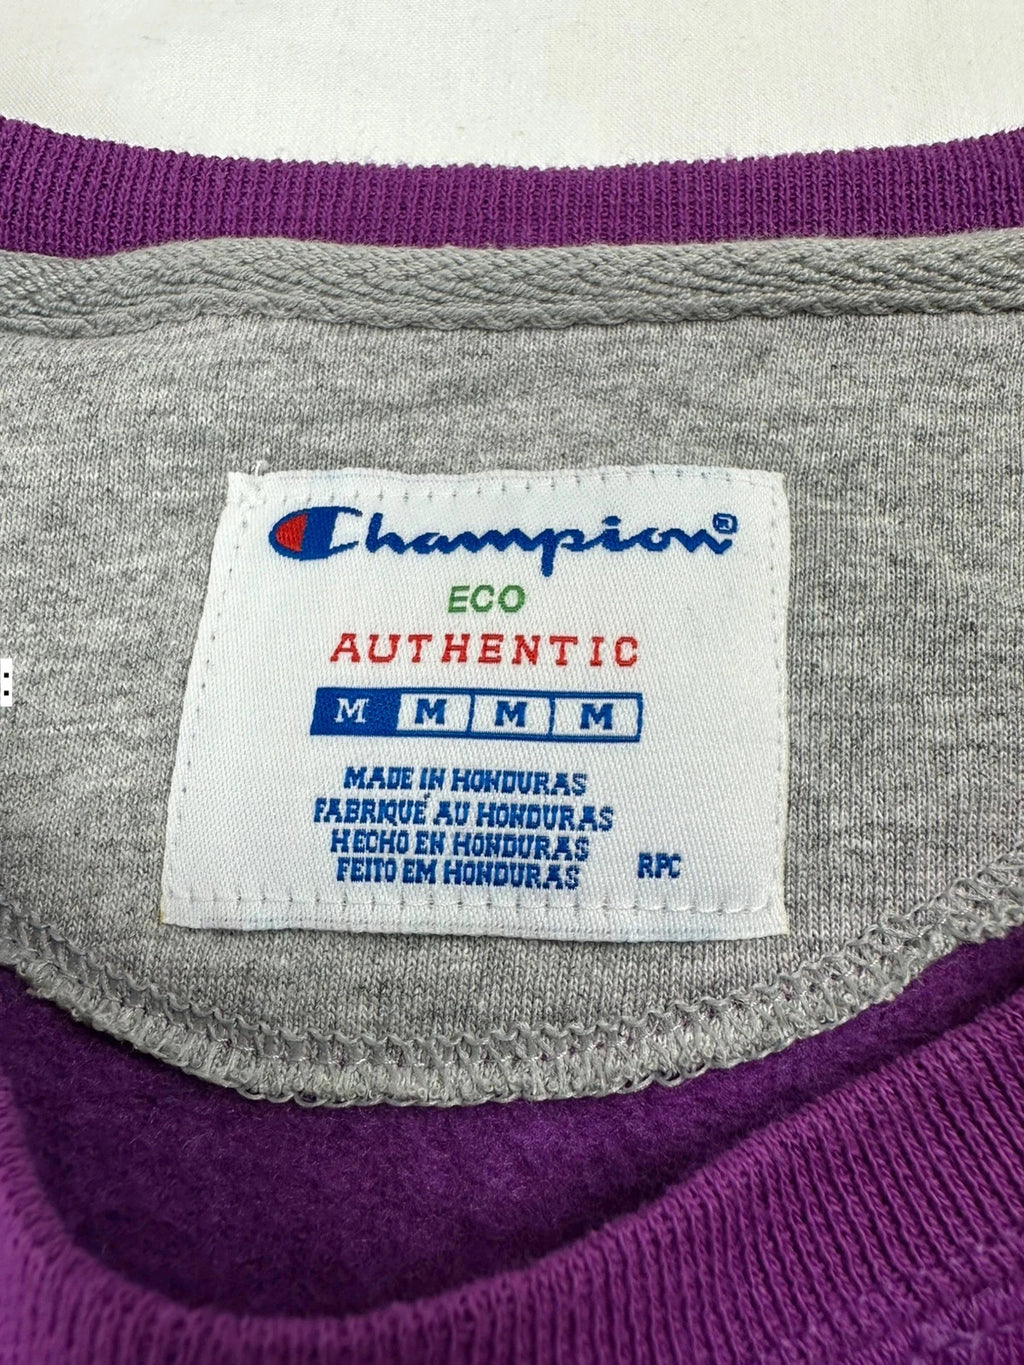 Champion®
ECO
AUTHENTIC
M M M M
MADE IN HONDURAS
FABRIQUÉ AU HONDURAS
HECHO EN HONDURAS
FEITO EM HONDURAS RPC